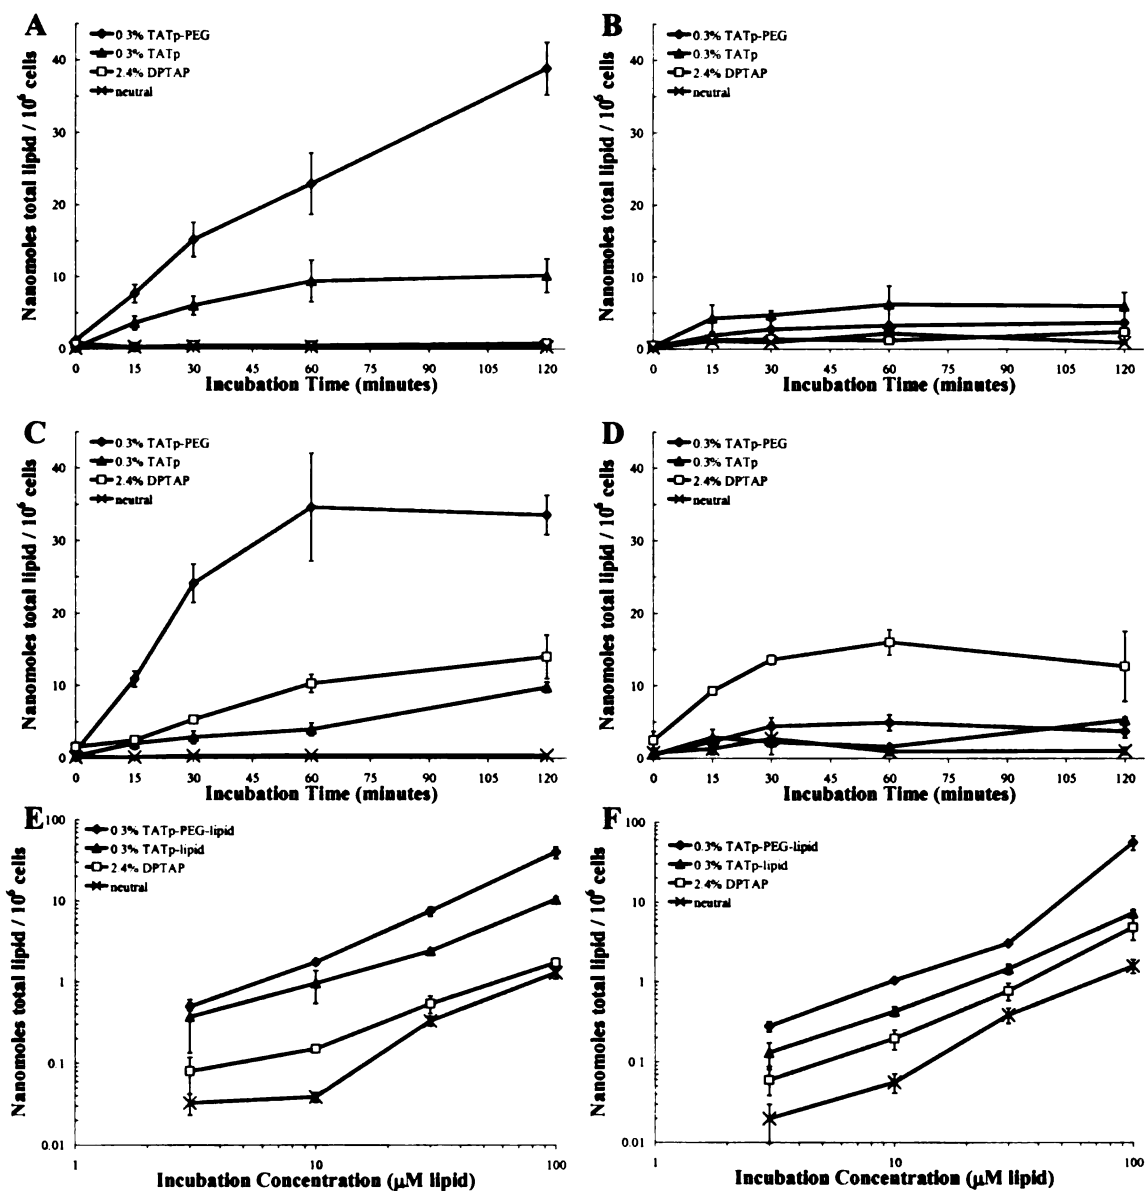 A
0.3% TATp-PEG
0.3% TATp
2.4% DPTAP
neutral
Nanomoles total lipid / 10⁶ cells
40
30
20
10
0
0 15 30 45 60 75 90 105 120
Incubation Time (minutes)
B
0.3% TATp-PEG
0.3% TATp
2.4% DPTAP
neutral
Nanomoles total lipid / 10⁶ cells
40
30
20
10
0
0 15 30 45 60 75 90 105 120
Incubation Time (minutes)
C
0.3% TATp-PEG
0.3% TATp
2.4% DPTAP
neutral
Nanomoles total lipid / 10⁶ cells
40
30
20
10
0
0 15 30 45 60 75 90 105 120
Incubation Time (minutes)
D
0.3% TATp-PEG
0.3% TATp
2.4% DPTAP
neutral
Nanomoles total lipid / 10⁶ cells
40
30
20
10
0
0 15 30 45 60 75 90 105 120
Incubation Time (minutes)
E
0.3% TATp-PEG-lipid
0.3% TATp-lipid
2.4% DPTAP
neutral
Nanomoles total lipid / 10⁶ cells
100
10
1
0.1
0.01
1 10 100
Incubation Concentration (μM lipid)
F
0.3% TATp-PEG-lipid
0.3% TATp-lipid
2.4% DPTAP
neutral
Nanomoles total lipid / 10⁶ cells
100
10
1
0.1
0.01
1 10 100
Incubation Concentration (μM lipid)